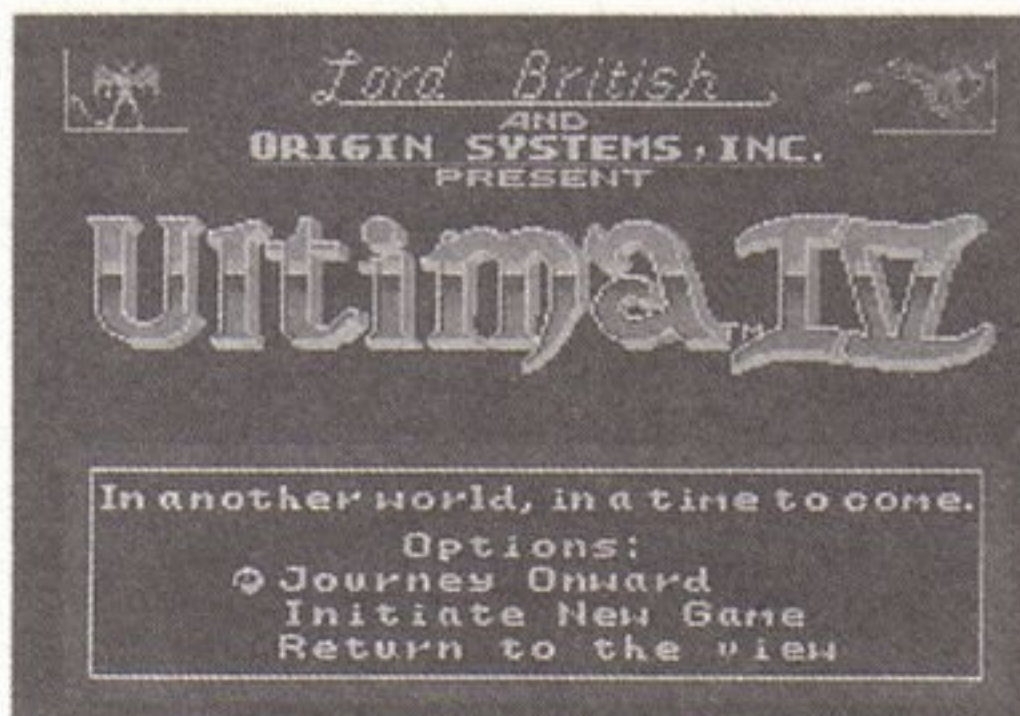 Lord British
AND
ORIGIN SYSTEMS, INC.
PRESENT
Ultima IV
TM
In another world, in a time to come.
Options:
Journey Onward
Initiate New Game
Return to the view